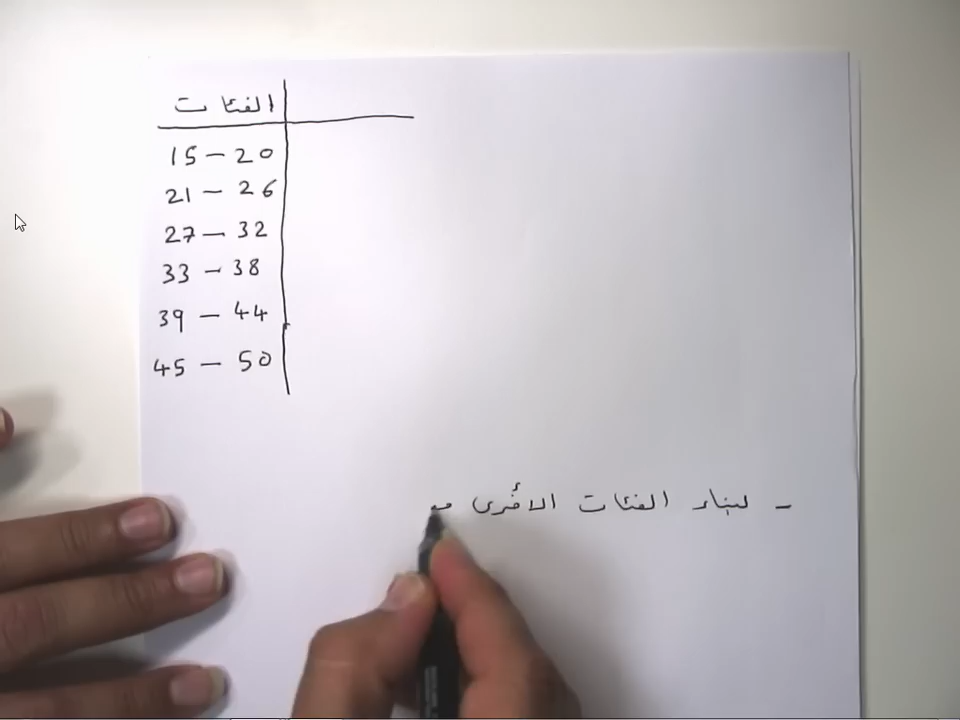 الفئات
15 - 20
21 - 26
27 - 32
33 - 38
39 - 44
45 - 50
- لبناء الفئات الأخرى